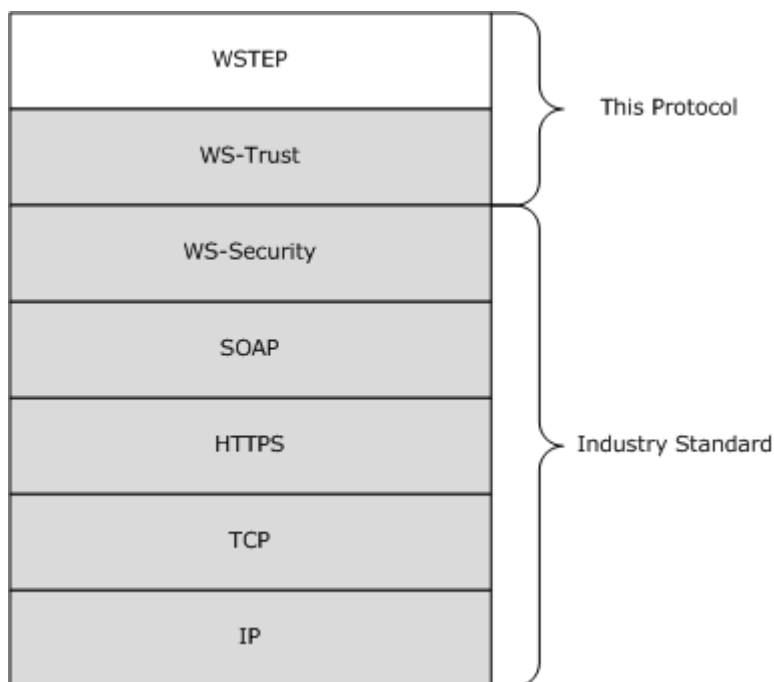 WSTEP
This Protocol
WS-Trust
WS-Security
SOAP
HTTPS
Industry Standard
TCP
IP